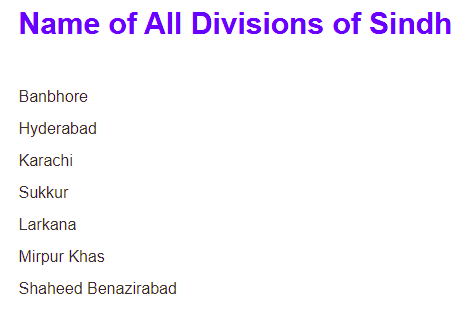 Name of All Divisions of Sindh
Banbhore
Hyderabad
Karachi
Sukkur
Larkana
Mirpur Khas
Shaheed Benazirabad